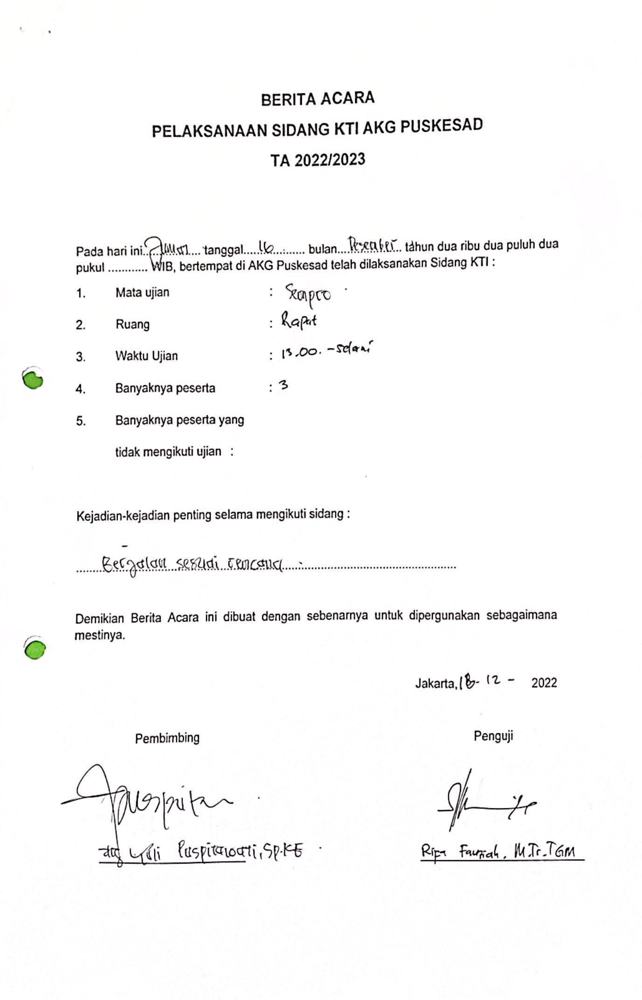 BERITA ACARA
PELAKSANAAN SIDANG KTI AKG PUSKESAD
TA 2022/2023
Pada hari ini..Jumat.... tanggal......16........... bulan....Desember.. tahun dua ribu dua puluh dua
pukul ............ WIB, bertempat di AKG Puskesad telah dilaksanakan Sidang KTI :
1. Mata ujian : Sempro
2. Ruang : Rapat
3. Waktu Ujian : 13.00. -
4. Banyaknya peserta : 3
5. Banyaknya peserta yang
tidak mengikuti ujian :
Kejadian-kejadian penting selama mengikuti sidang :
Berjalan sesuai rencana
Demikian Berita Acara ini dibuat dengan sebenarnya untuk dipergunakan sebagaimana
mestinya.
Jakarta, - 12 - 2022
Pembimbing Penguji
Puspitawati, Sp.KG Ripa Fauziah, M.Tr.TGM